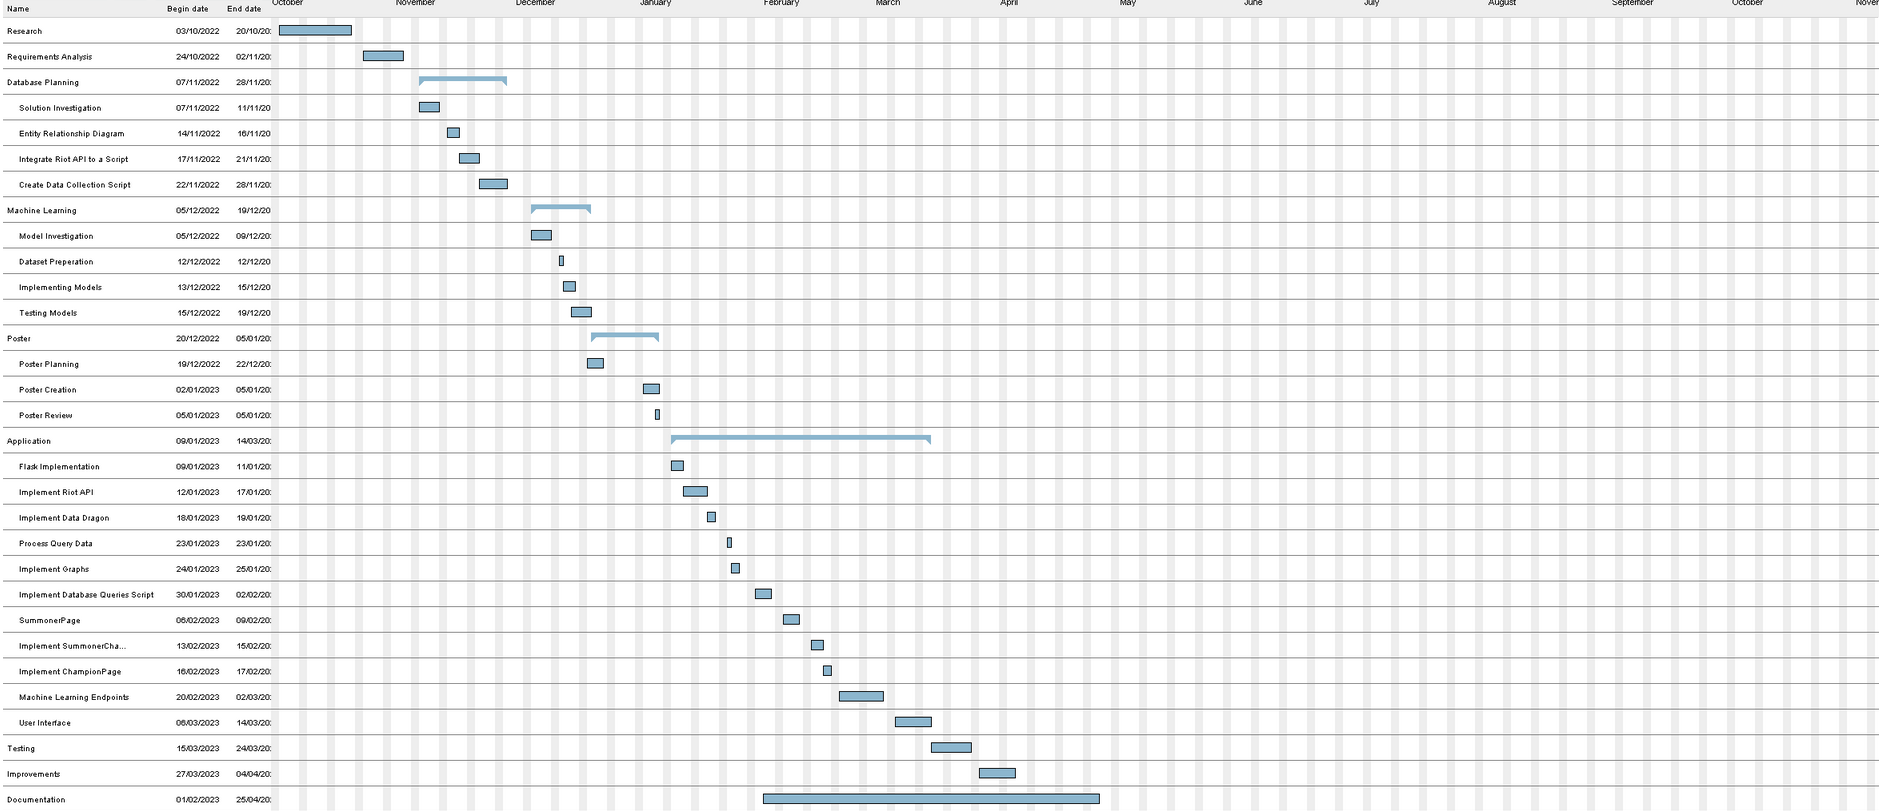 October November December January February March April May June July August September October Nover
Name Begin date End date
Research 03/10/2022 20/10/20
Requirements Analysis 24/10/2022 02/11/20
Database Planning 07/11/2022 28/11/20
Solution Investigation 07/11/2022 11/11/20
Entity Relationship Diagram 14/11/2022 16/11/20
Integrate Riot API to a Script 17/11/2022 21/11/20
Create Data Collection Script 22/11/2022 28/11/20
Machine Learning 05/12/2022 19/12/20
Model Investigation 05/12/2022 09/12/20
Dataset Preperation 12/12/2022 12/12/20
Implementing Models 13/12/2022 15/12/20
Testing Models 15/12/2022 19/12/20
Poster 20/12/2022 05/01/20
Poster Planning 19/12/2022 22/12/20
Poster Creation 02/01/2023 05/01/20
Poster Review 05/01/2023 05/01/20
Application 09/01/2023 14/03/20
Flask Implementation 09/01/2023 11/01/20
Implement Riot API 12/01/2023 17/01/20
Implement Data Dragon 18/01/2023 19/01/20
Process Query Data 23/01/2023 23/01/20
Implement Graphs 24/01/2023 25/01/20
Implement Database Queries Script 30/01/2023 02/02/20
SummonerPage 06/02/2023 09/02/20
Implement SummonerCha... 13/02/2023 15/02/20
Implement ChampionPage 16/02/2023 17/02/20
Machine Learning Endpoints 20/02/2023 02/03/20
User Interface 06/03/2023 14/03/20
Testing 15/03/2023 24/03/20
Improvements 27/03/2023 04/04/20
Documentation 01/02/2023 25/04/20